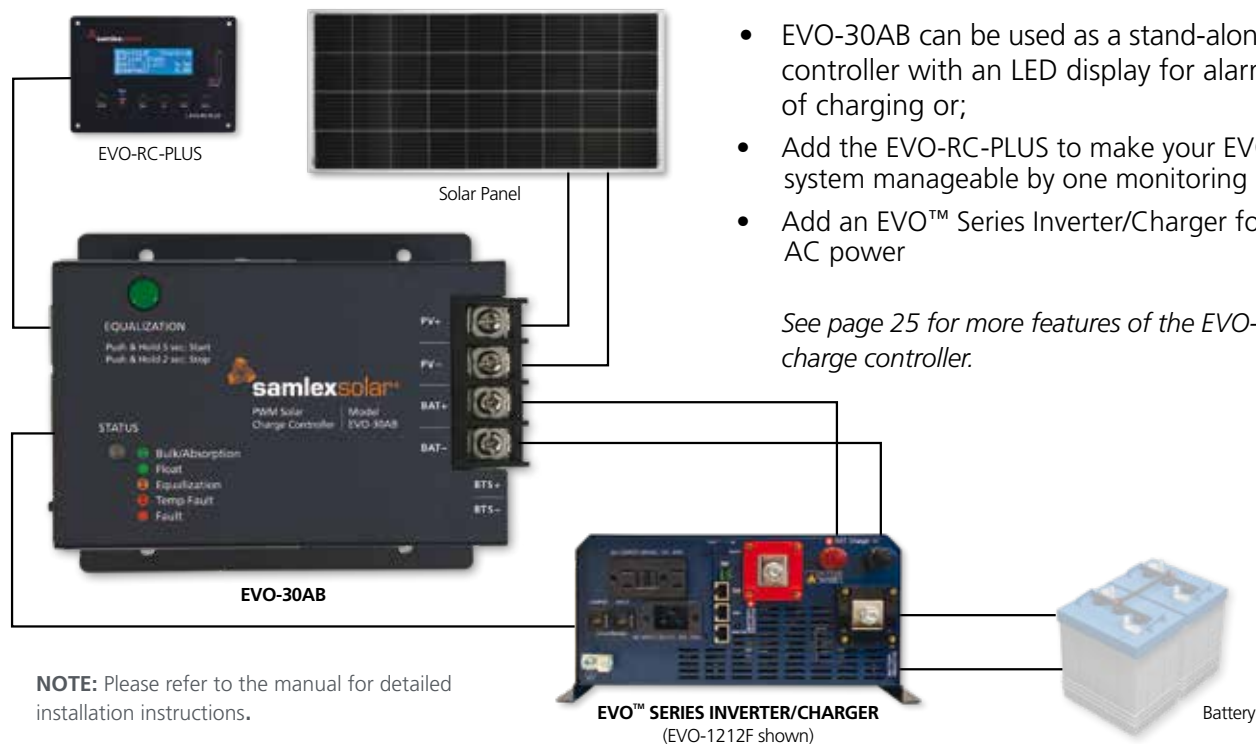 EVO-RC-PLUS
Solar Panel
EQUALIZATION
Push & Hold 3 sec: Start
Push & Hold 2 sec: Stop
samlexsolar
PWM Solar
Charge Controller
Model
EVO-30AB
STATUS
Bulk/Absorption
Float
Equalization
Temp Fault
Fault
PV+
PV−
BAT+
BAT−
BTS+
BTS−
EVO-30AB
NOTE: Please refer to the manual for detailed
installation instructions.
EVO™ SERIES INVERTER/CHARGER
(EVO-1212F shown)
Battery
• EVO-30AB can be used as a stand-alon
controller with an LED display for alarm
of charging or;
• Add the EVO-RC-PLUS to make your EV
system manageable by one monitoring
• Add an EVO™ Series Inverter/Charger fo
AC power
See page 25 for more features of the EVO-
charge controller.